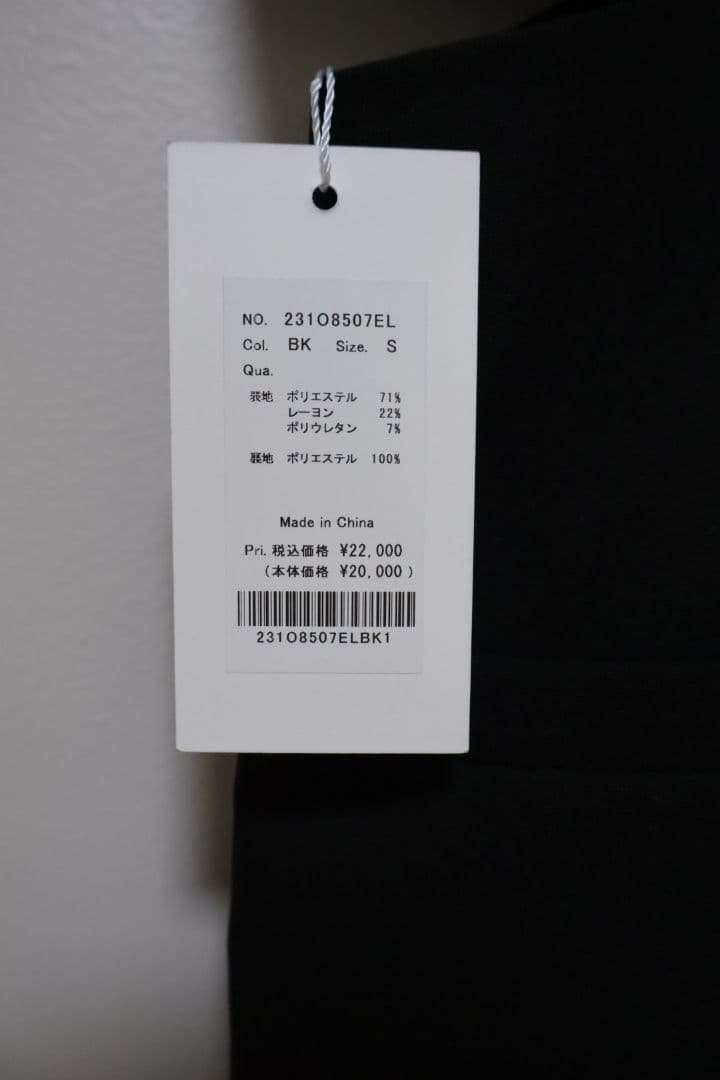 NO. 231O8507EL
Col. BK Size. S
Qua.
表地 ポリエステル 71%
レーヨン 22%
ポリウレタン 7%
裏地 ポリエステル 100%
Made in China
Pri. 税込価格 ¥22,000
(本体価格 ¥20,000)
231O8507ELBK1